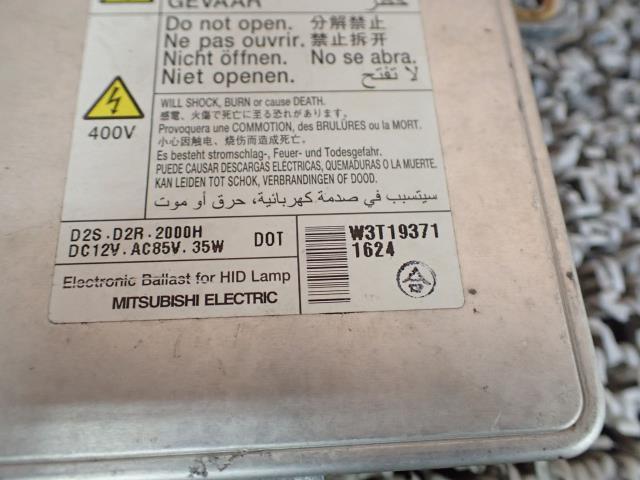 GEVAAR خطر
Do not open. 分解禁止
Ne pas ouvrir. 禁止拆开
Nicht öffnen. No se abra.
Niet openen. لا تفتح
400V
WILL SHOCK, BURN or cause DEATH.
感電、火傷で死亡に至る恐れがあります。
Provoquera une COMMOTION, des BRULÛRES ou la MORT.
小心因触电、烧伤而造成死亡。
Es besteht stromschlag-, Feuer- und Todesgefahr.
PUEDE CAUSAR DESCARGAS ELÉCTRICAS, QUEMADURAS O LA MUERTE.
KAN LEIDEN TOT SCHOK, VERBRANDINGEN OF DOOD.
سيتسبب في صدمة كهربائية، حرق أو موت
D2S.D2R.2000H
DC12V.AC85V.35W DOT
W3T19371
1624
Electronic Ballast for HID Lamp
MITSUBISHI ELECTRIC